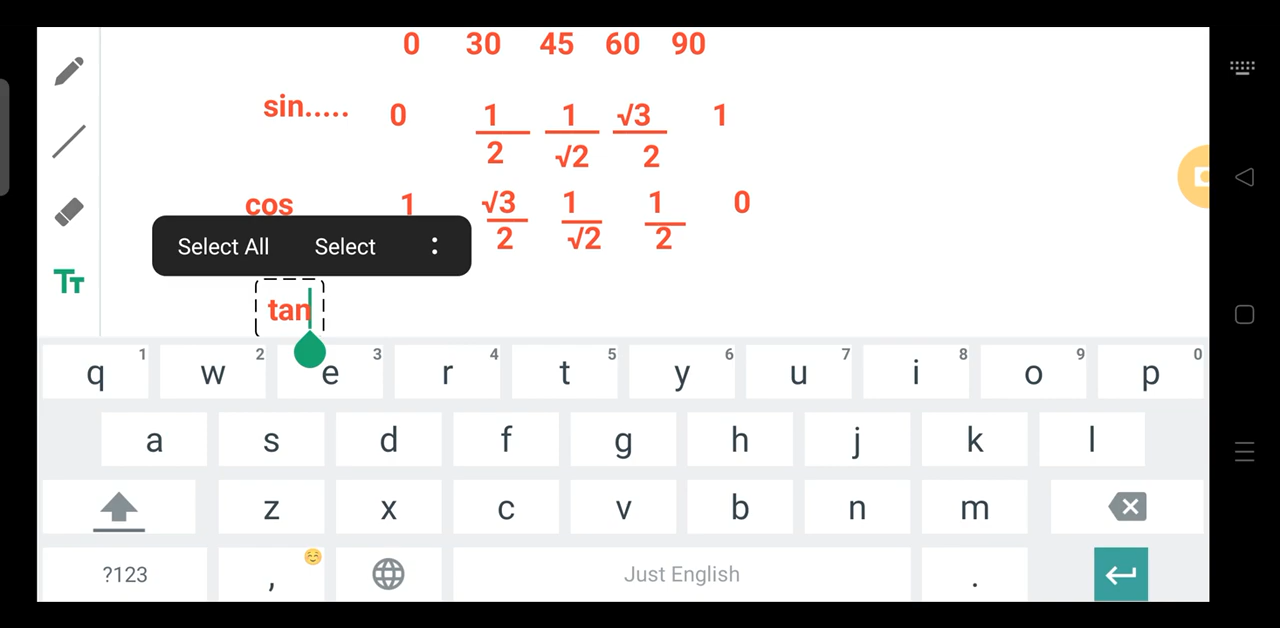 0 30 45 60 90
sin..... 0 1/2 1/√2 √3/2 1
cos 1 √3/2 1/√2 1/2 0
Select All Select
tan
1 2 3 4 5 6 7 8 9 0
q w e r t y u i o p
a s d f g h j k l
z x c v b n m
?123 , Just English .